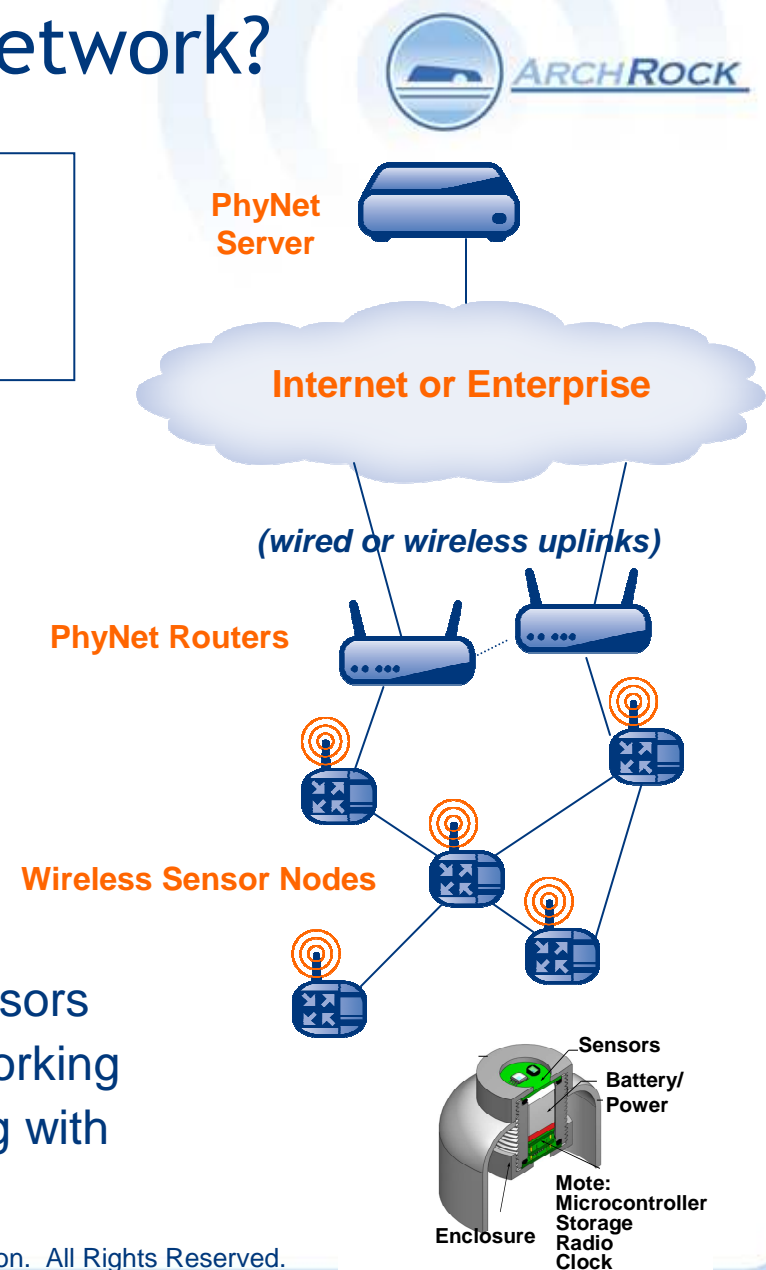 etwork?
ARCHROCK
PhyNet
Server
Internet or Enterprise
(wired or wireless uplinks)
PhyNet Routers
Wireless Sensor Nodes
sors
orking
g with
Sensors
Battery/
Power
Mote:
Microcontroller
Storage
Radio
Clock
Enclosure
on. All Rights Reserved.